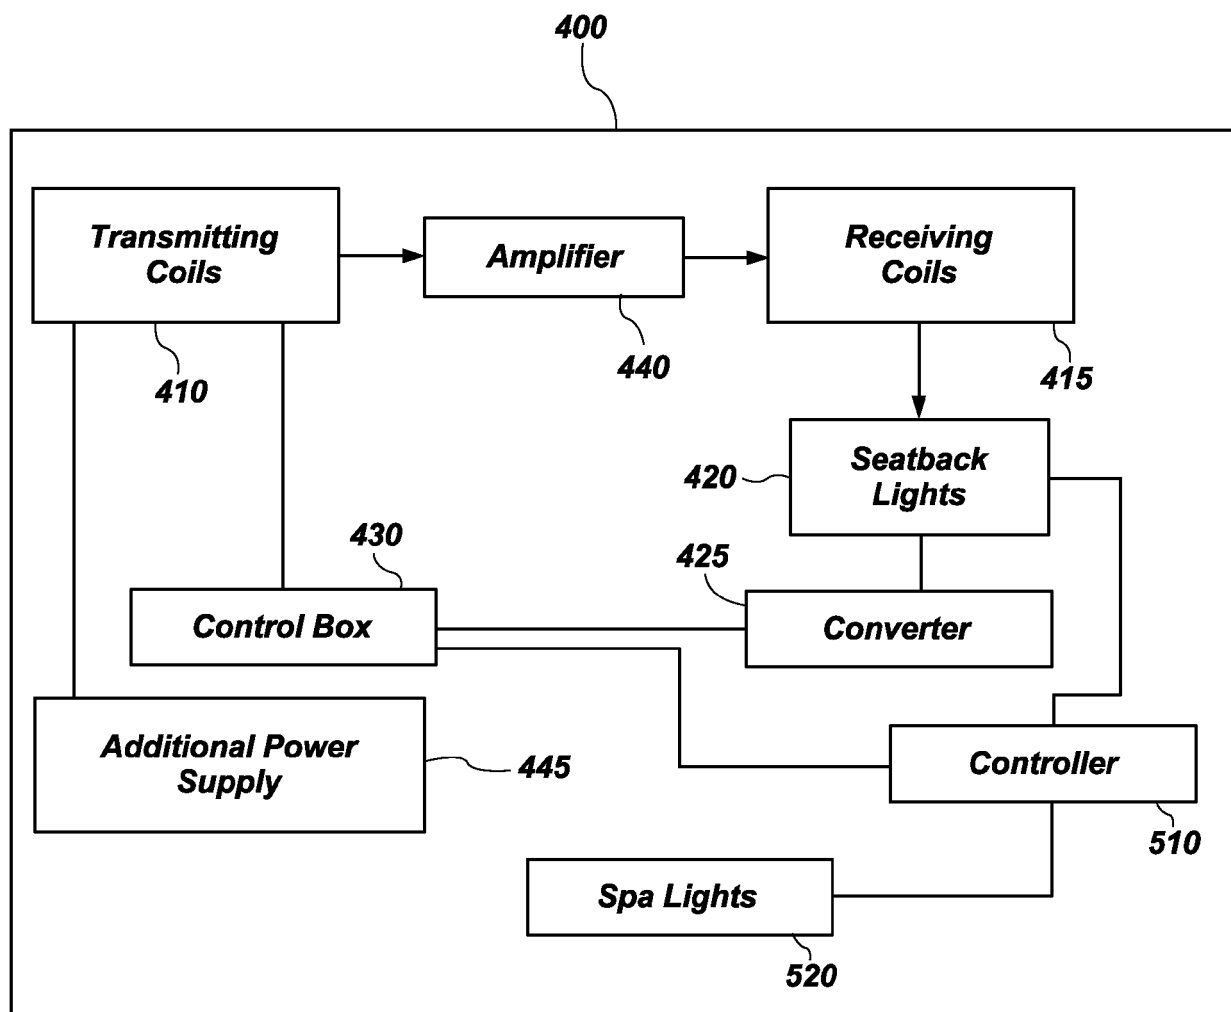 400
Transmitting
Coils
Amplifier
Receiving
Coils
410
440
415
Seatback
Lights
420
430
425
Control Box
Converter
Additional Power
Supply
445
Controller
510
Spa Lights
520